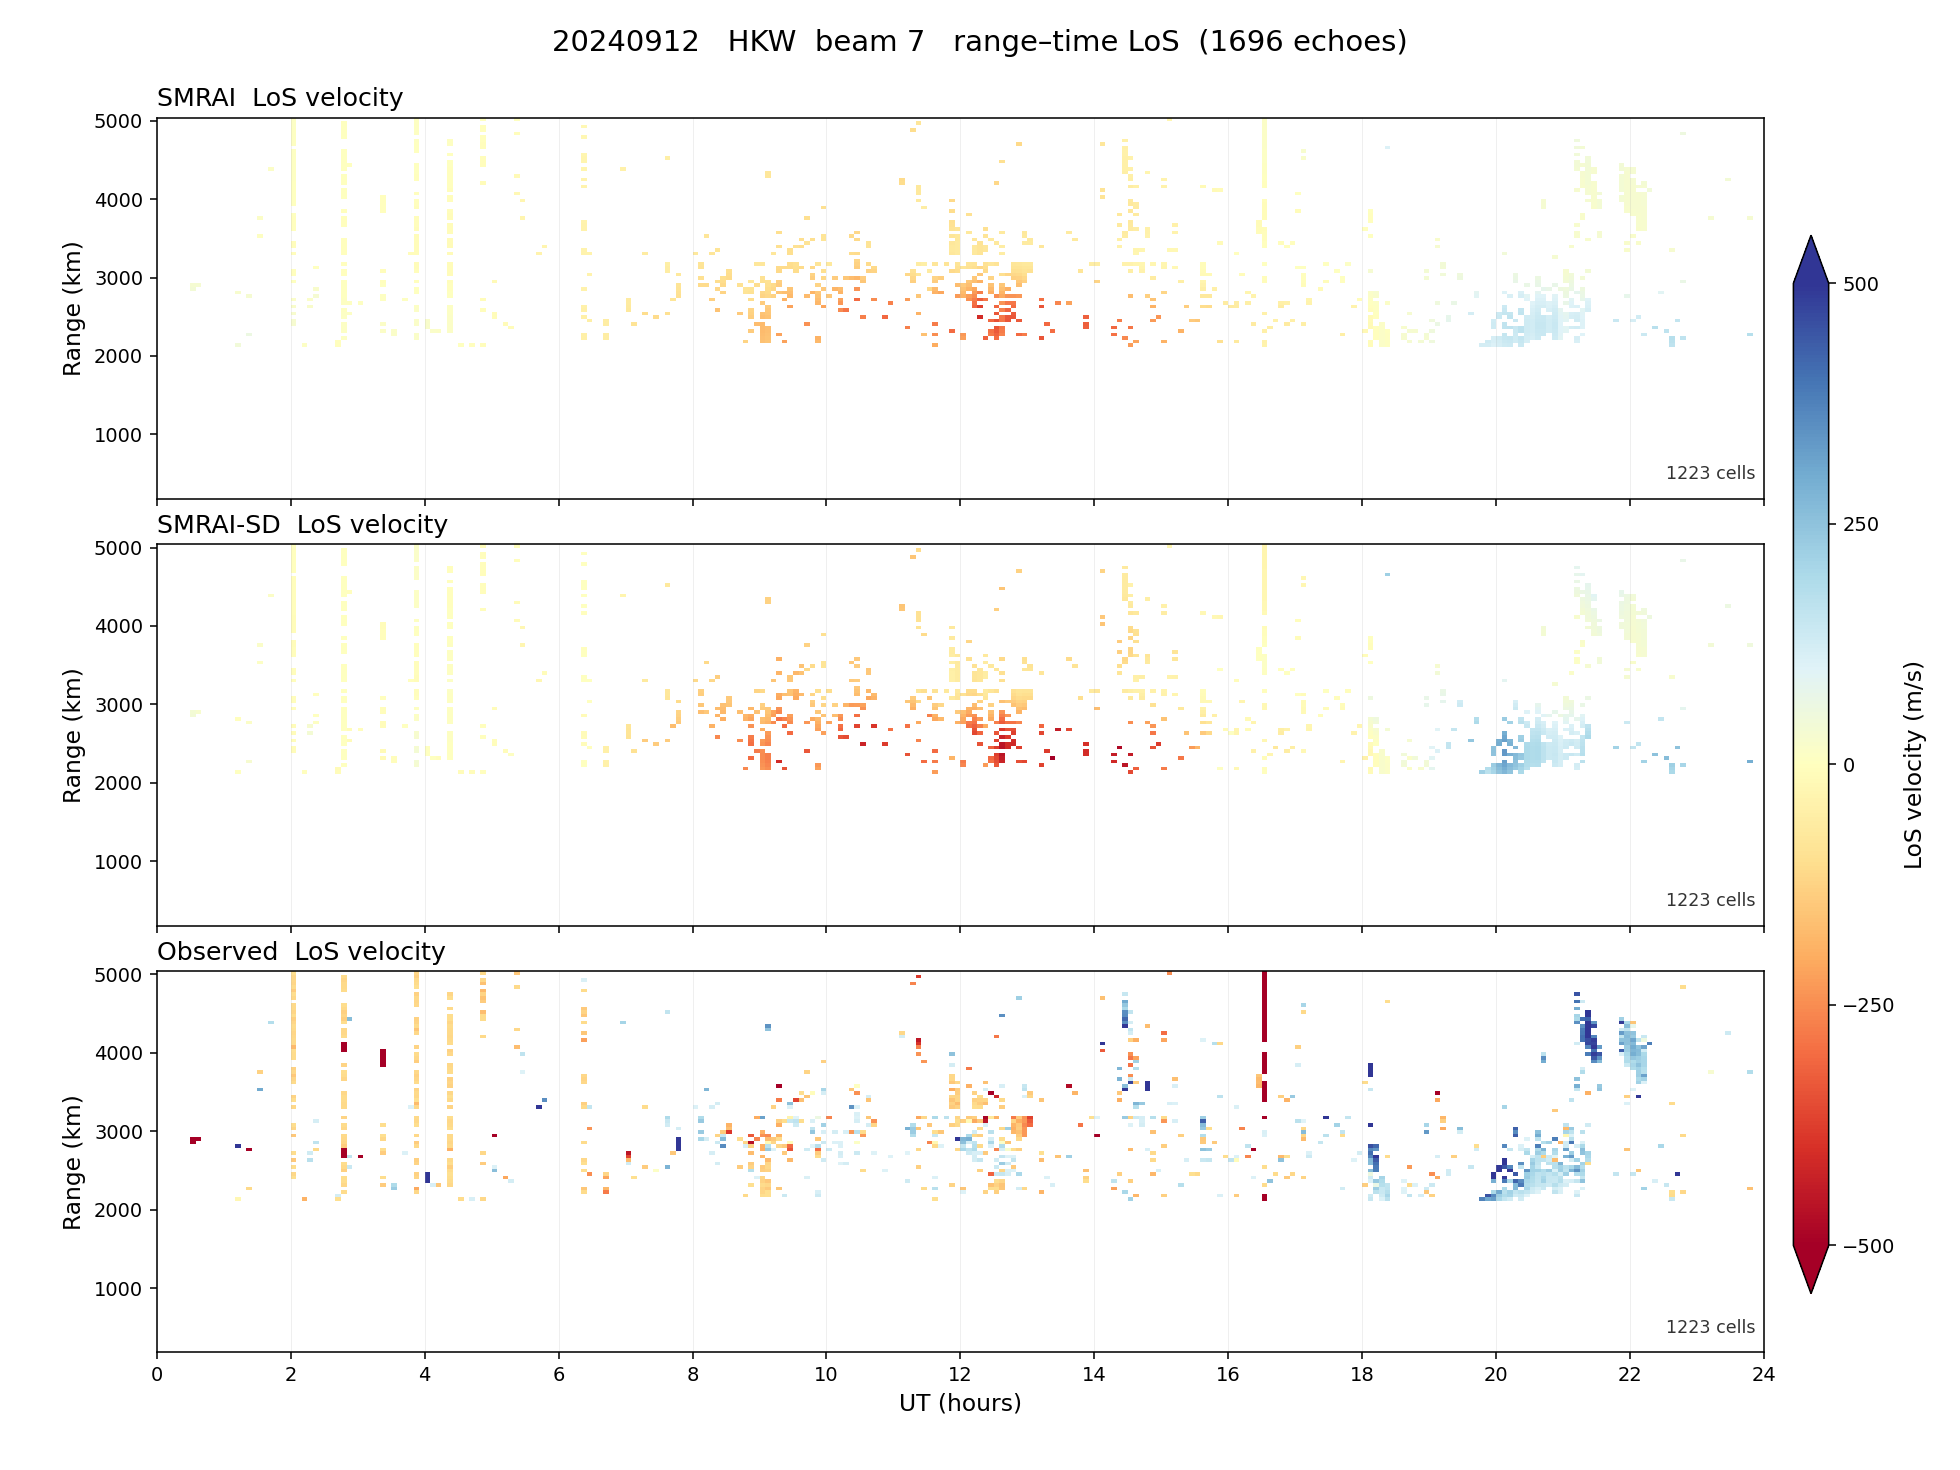 20240912 HKW beam 7 range–time LoS (1696 echoes)
SMRAI LoS velocity
5000
4000
3000
2000
1000
Range (km)
1223 cells
SMRAI-SD LoS velocity
5000
4000
3000
2000
1000
Range (km)
1223 cells
Observed LoS velocity
5000
4000
3000
2000
1000
Range (km)
1223 cells
0 2 4 6 8 10 12 14 16 18 20 22 24
UT (hours)
500
250
0
−250
−500
LoS velocity (m/s)